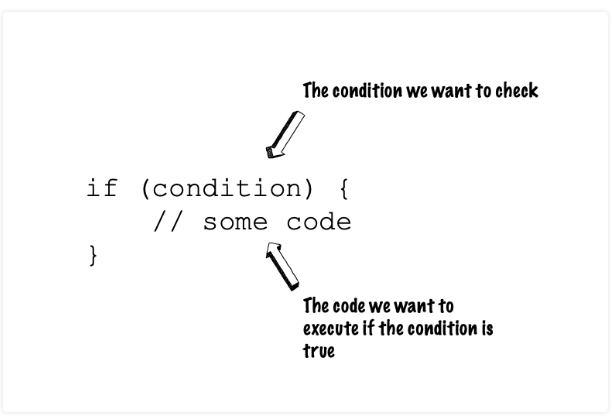 The condition we want to check
if (condition) {
// some code
}
The code we want to
execute if the condition is
true